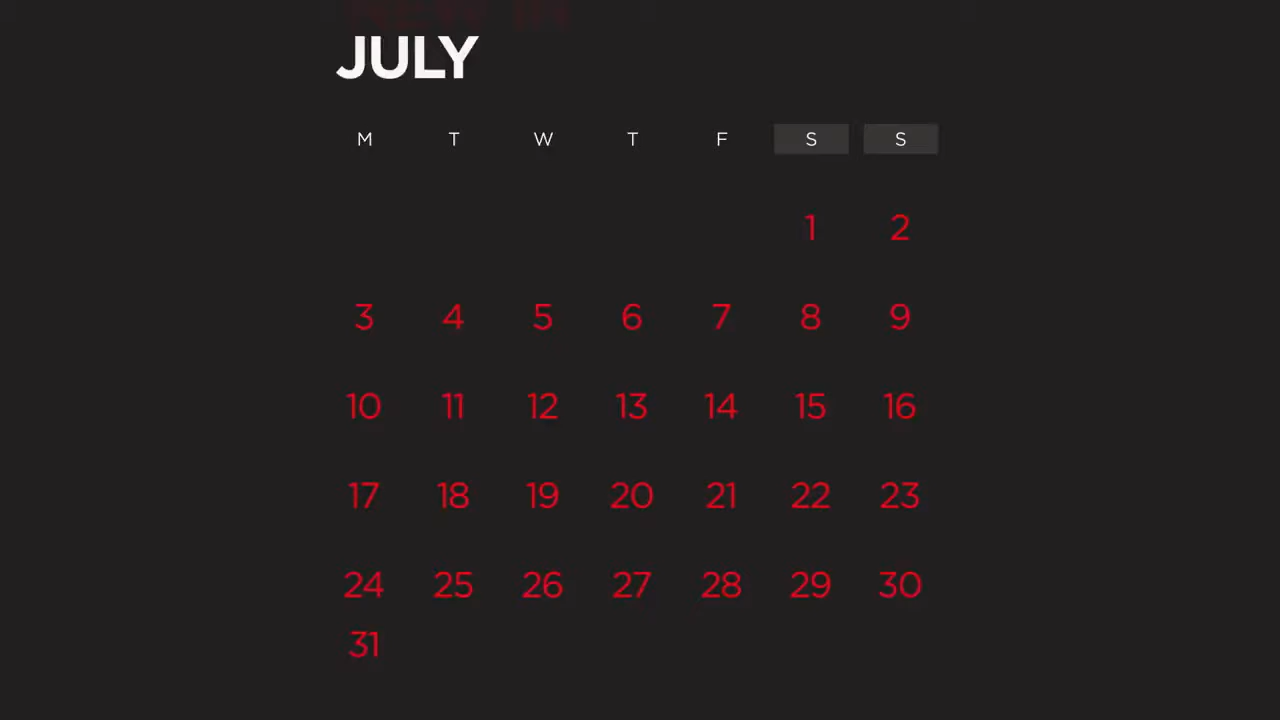 JULY
M T W T F S S
1 2
3 4 5 6 7 8 9
10 11 12 13 14 15 16
17 18 19 20 21 22 23
24 25 26 27 28 29 30
31